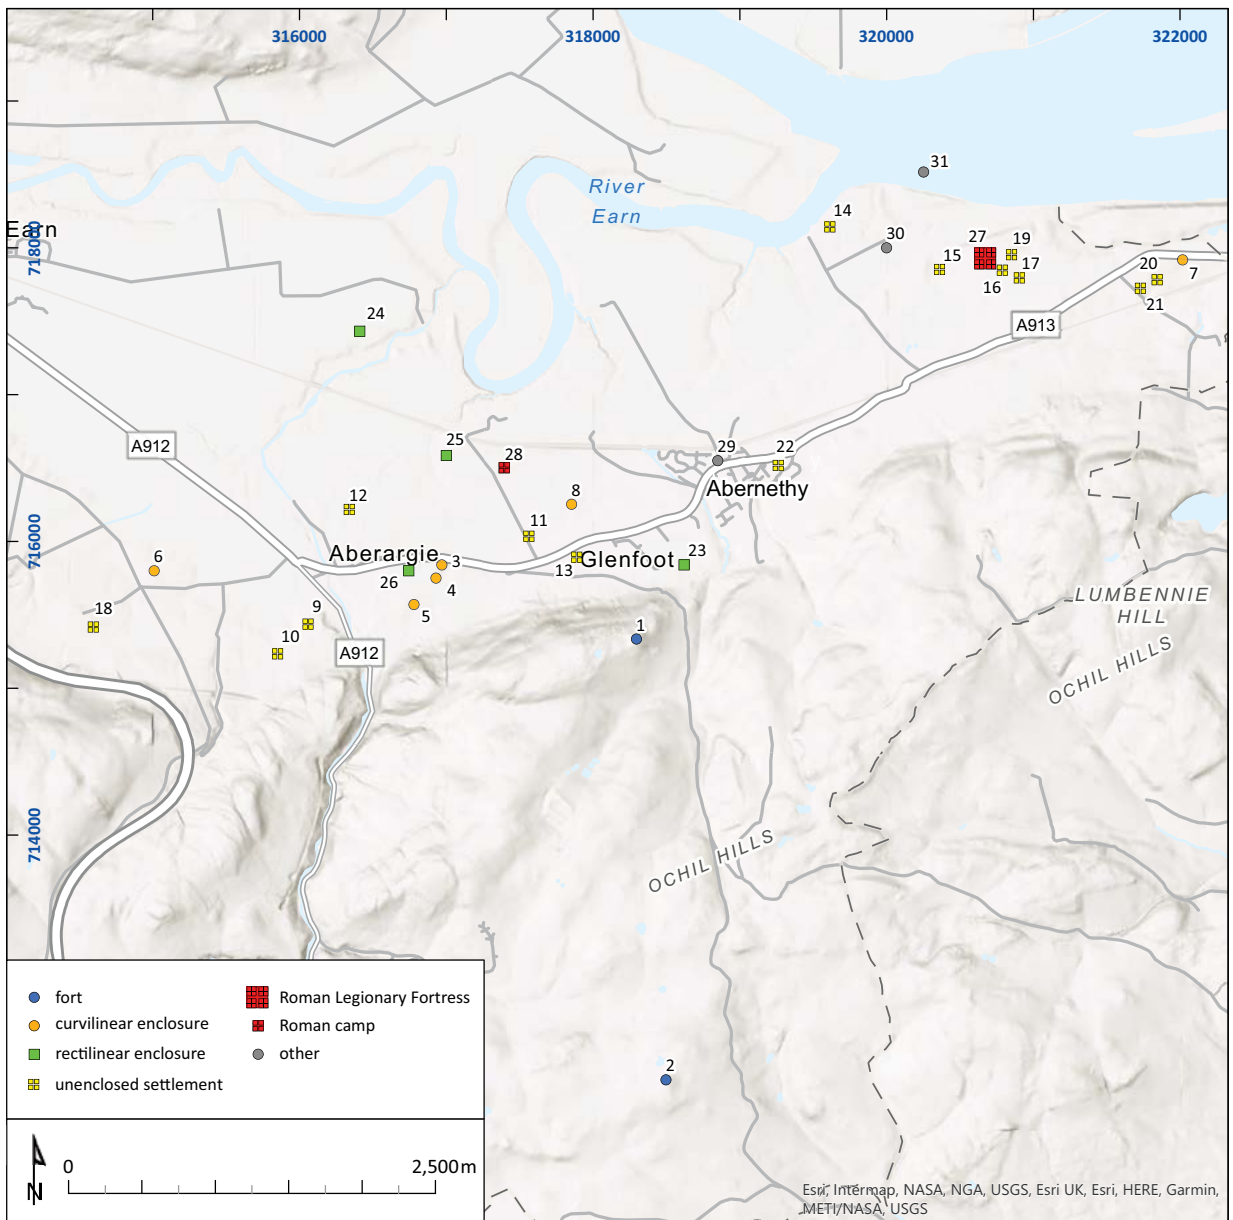 316000
318000
320000
322000
31
River
Earn
14
Earn
30
27
19
718000
15
17
20
7
16
21
24
A913
A912
25
28
29
22
Abernethy
12
8
11
716000
Aberargie
3
6
13
Glenfoot
23
26
4
LUMBENNIE
HILL
18
9
5
1
10
A912
OCHIL HILLS
714000
OCHIL HILLS
2
fort
Roman Legionary Fortress
curvilinear enclosure
Roman camp
rectilinear enclosure
other
unenclosed settlement
0
2,500m
N
Esri, Intermap, NASA, NGA, USGS, Esri UK, Esri, HERE, Garmin,
METI/NASA, USGS